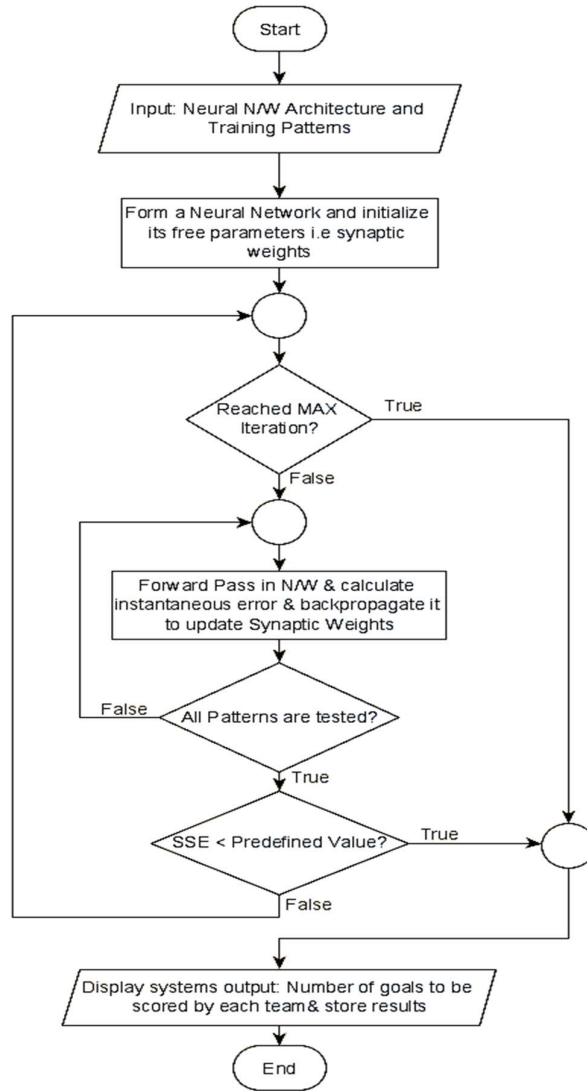 Start
Input: Neural N/W Architecture and
Training Patterns
Form a Neural Network and initialize
its free parameters i.e synaptic
weights
Reached MAX
Iteration?
True
False
Forward Pass in N/W & calculate
instantaneous error & backpropagate it
to update Synaptic Weights
False
All Patterns are tested?
True
SSE < Predefined Value?
True
False
Display systems output: Number of goals to be
scored by each team& store results
End